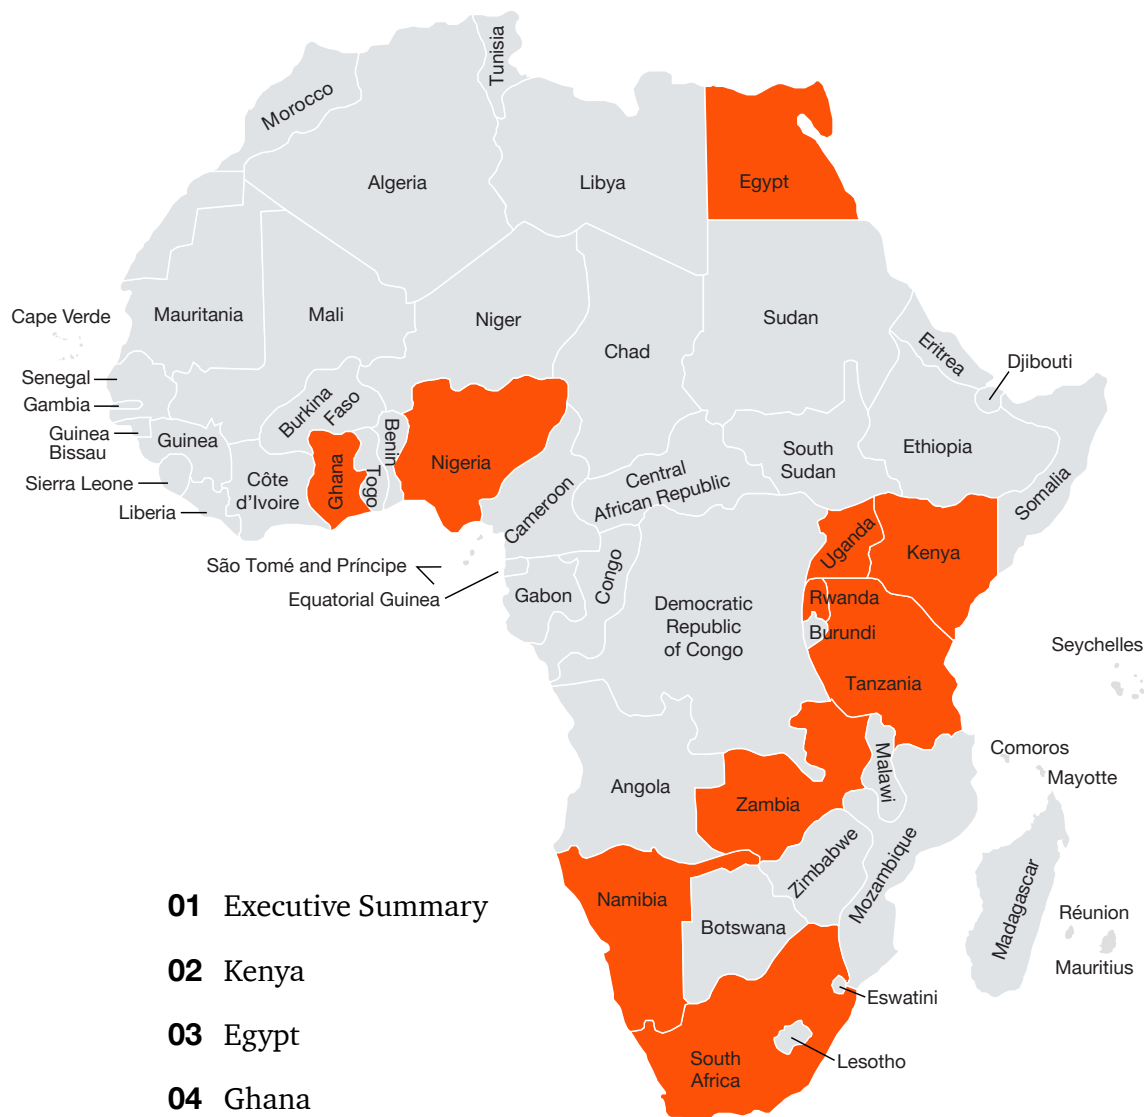 Tunisia
Morocco
Algeria
Libya
Egypt
Mauritania
Mali
Niger
Chad
Sudan
Eritrea
Djibouti
Cape Verde
Senegal
Gambia
Guinea
Bissau
Guinea
Sierra Leone
Liberia
Côte
d’Ivoire
Burkina
Faso
Ghana
Togo
Benin
Nigeria
Cameroon
Central
African Republic
South
Sudan
Ethiopia
Somalia
São Tomé and Príncipe
Equatorial Guinea
Gabon
Congo
Democratic
Republic
of Congo
Uganda
Kenya
Rwanda
Burundi
Tanzania
Seychelles
Comoros
Mayotte
Angola
Zambia
Malawi
Mozambique
Zimbabwe
Madagascar
Réunion
Mauritius
Namibia
Botswana
Eswatini
Lesotho
South
Africa
01 Executive Summary
02 Kenya
03 Egypt
04 Ghana